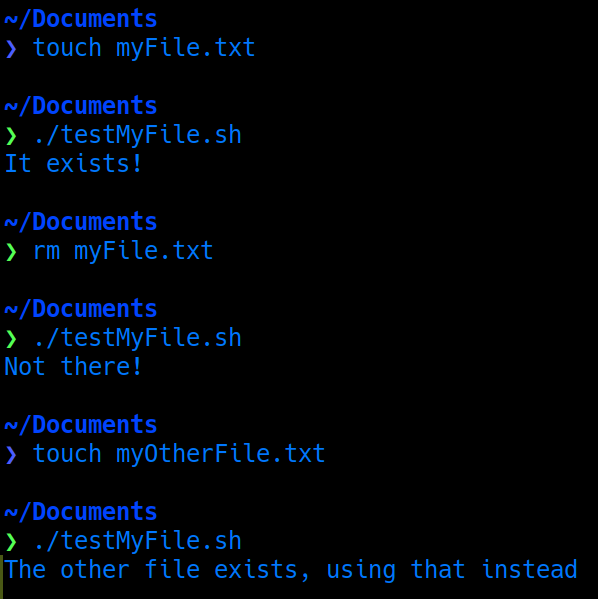 ~/Documents
❯ touch myFile.txt
~/Documents
❯ ./testMyFile.sh
It exists!
~/Documents
❯ rm myFile.txt
~/Documents
❯ ./testMyFile.sh
Not there!
~/Documents
❯ touch myOtherFile.txt
~/Documents
❯ ./testMyFile.sh
The other file exists, using that instead